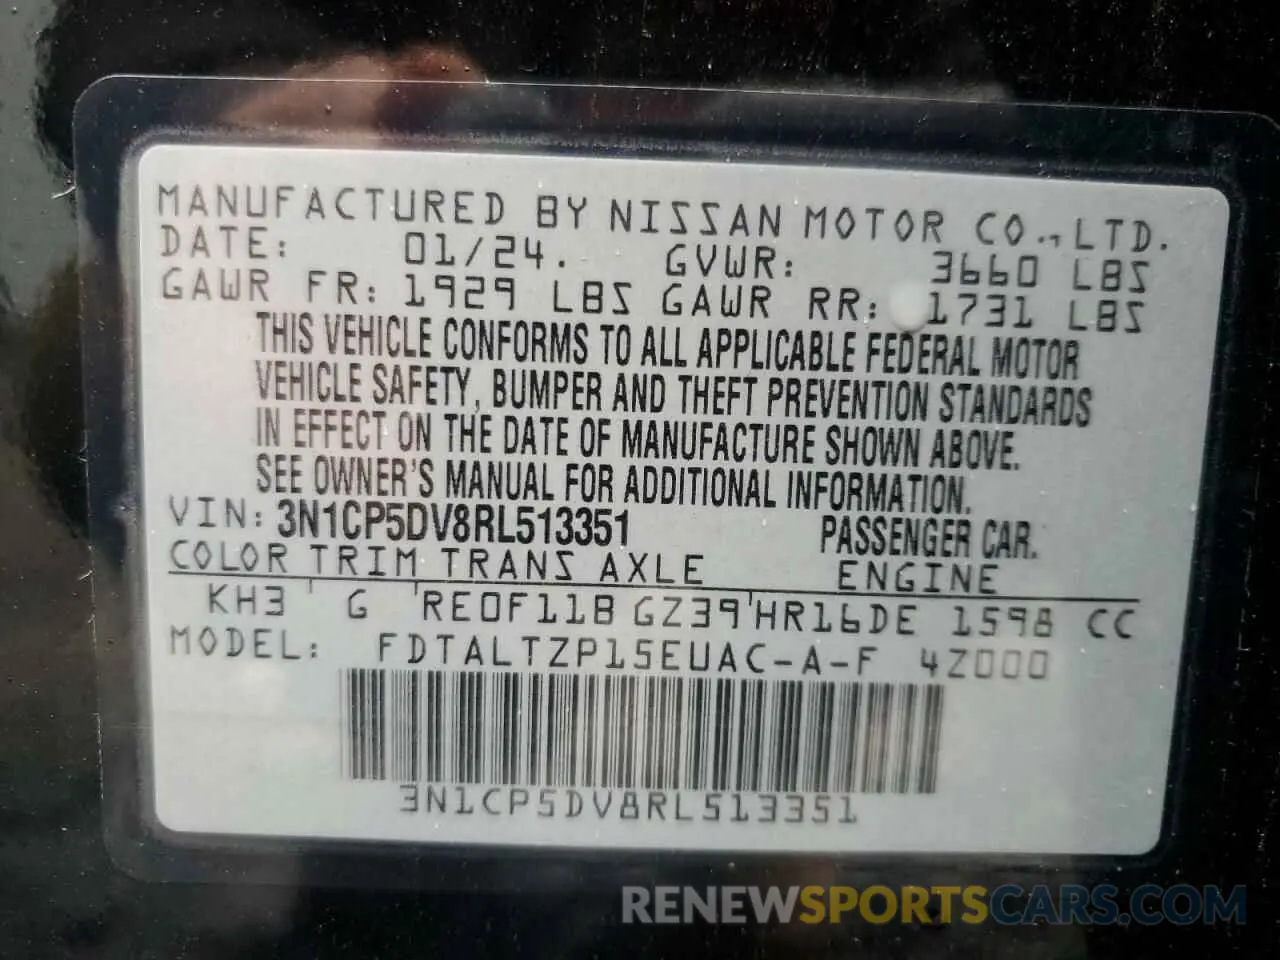 MANUFACTURED BY NISSAN MOTOR CO., LTD.
DATE: 01/24. GVWR: 3660 LBS
GAWR FR: 1929 LBS GAWR RR: 1731 LBS
THIS VEHICLE CONFORMS TO ALL APPLICABLE FEDERAL MOTOR
VEHICLE SAFETY, BUMPER AND THEFT PREVENTION STANDARDS
IN EFFECT ON THE DATE OF MANUFACTURE SHOWN ABOVE.
SEE OWNER'S MANUAL FOR ADDITIONAL INFORMATION.
VIN: 3N1CP5DV8RL513351 PASSENGER CAR.
COLOR TRIM TRANS AXLE ENGINE
KH3 G RE0F11B GZ39 HR16DE 1598 CC
MODEL: FDTALTZP15EUAC-A-F 4Z000
3N1CP5DV8RL513351
RENEWSPORTSCARS.COM